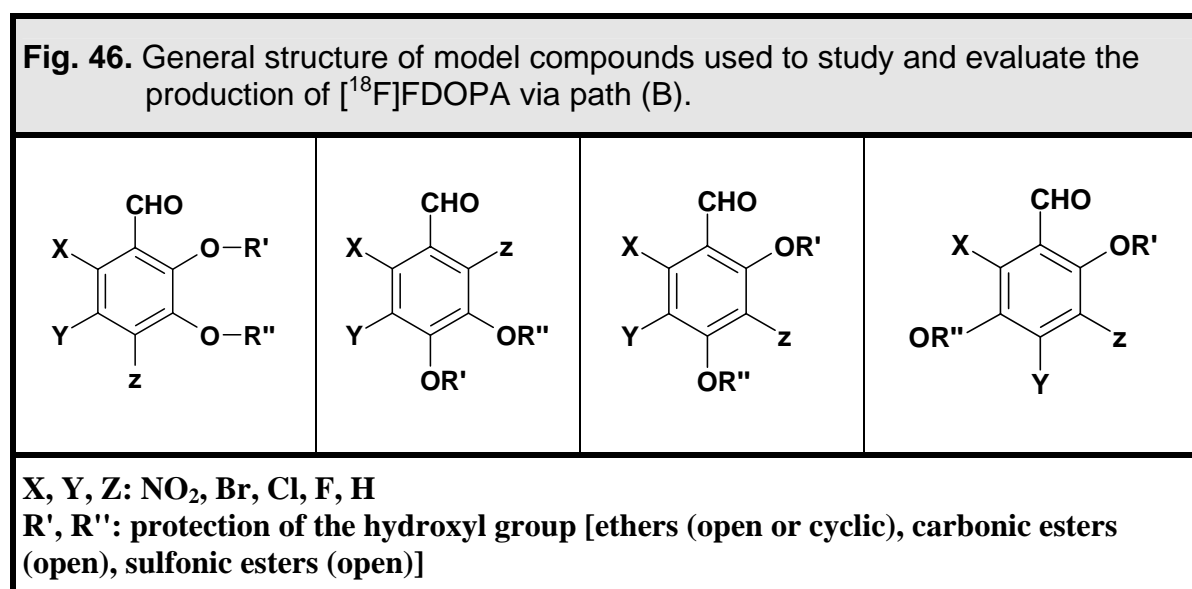 Fig. 46. General structure of model compounds used to study and evaluate the
production of [¹⁸F]FDOPA via path (B).
CHO
X
O–R'
Y
O–R"
z
CHO
X
z
Y
OR"
OR'
CHO
X
OR'
Y
z
OR"
CHO
X
OR'
OR"
z
Y
X, Y, Z: NO₂, Br, Cl, F, H
R', R'': protection of the hydroxyl group [ethers (open or cyclic), carbonic esters
(open), sulfonic esters (open)]